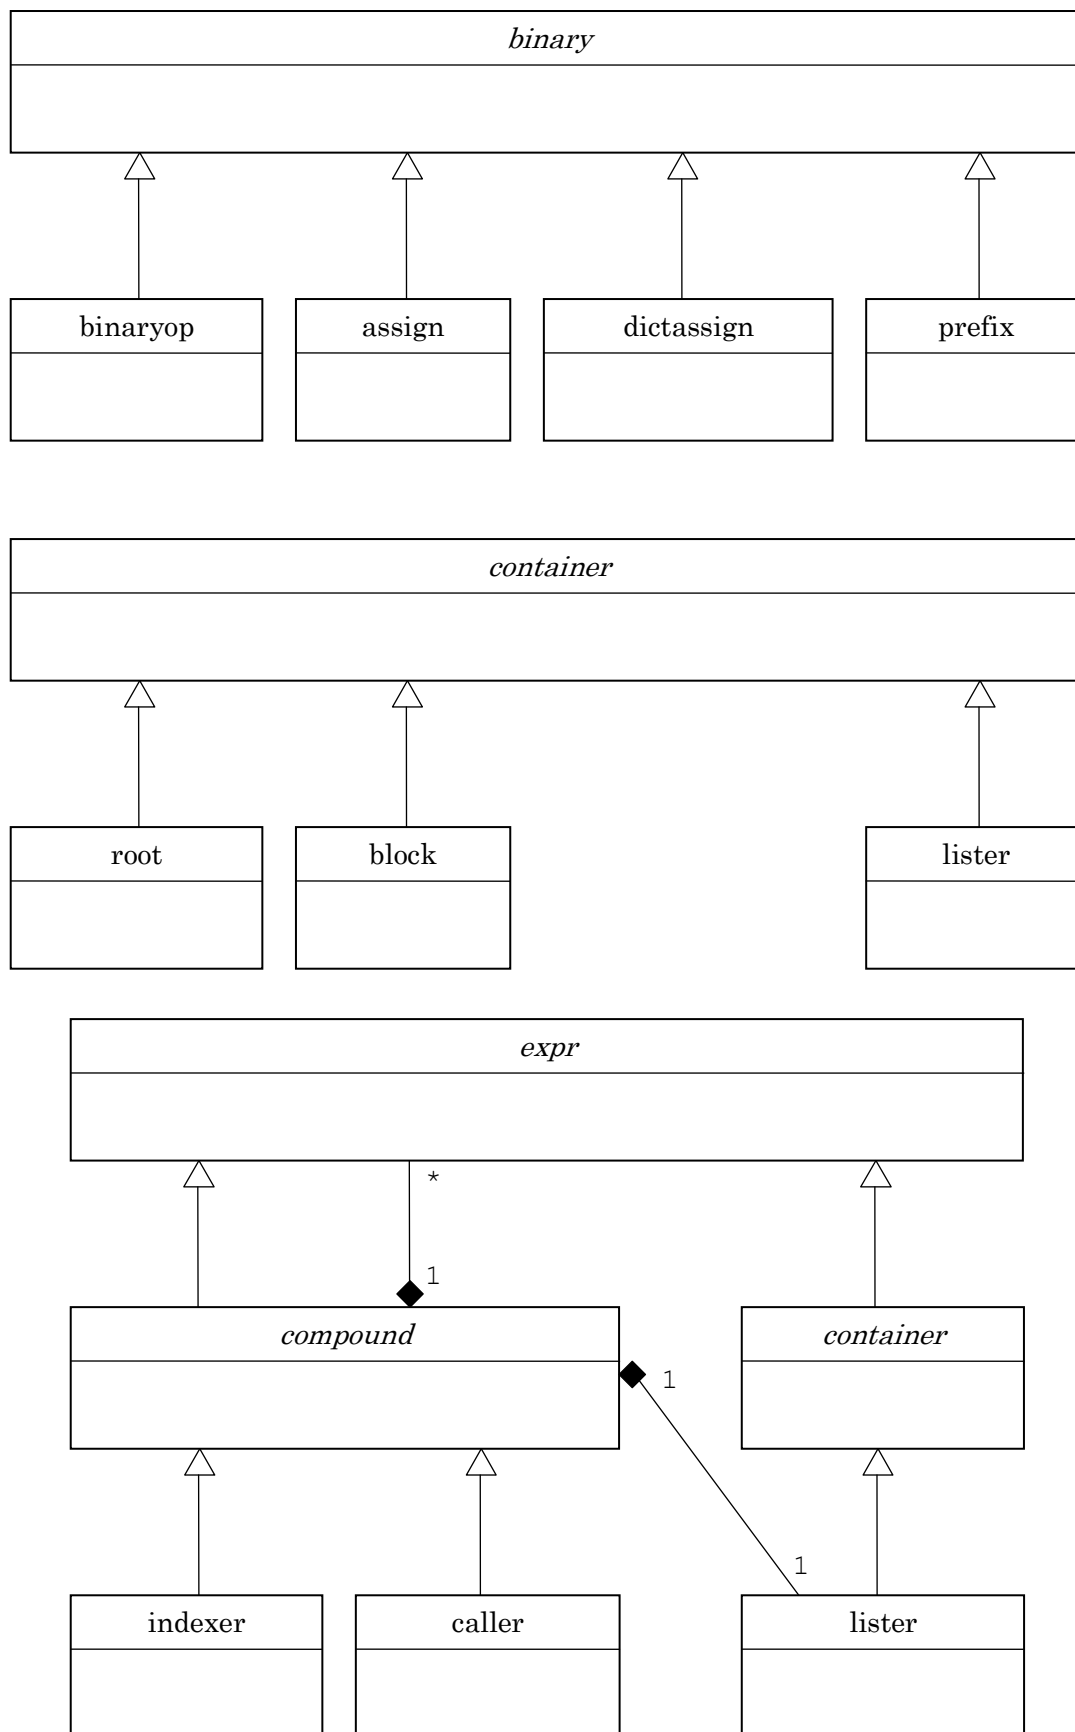 binary
binaryop assign dictassign prefix
container
root block lister
expr
*
1
compound container
1
1
indexer caller lister